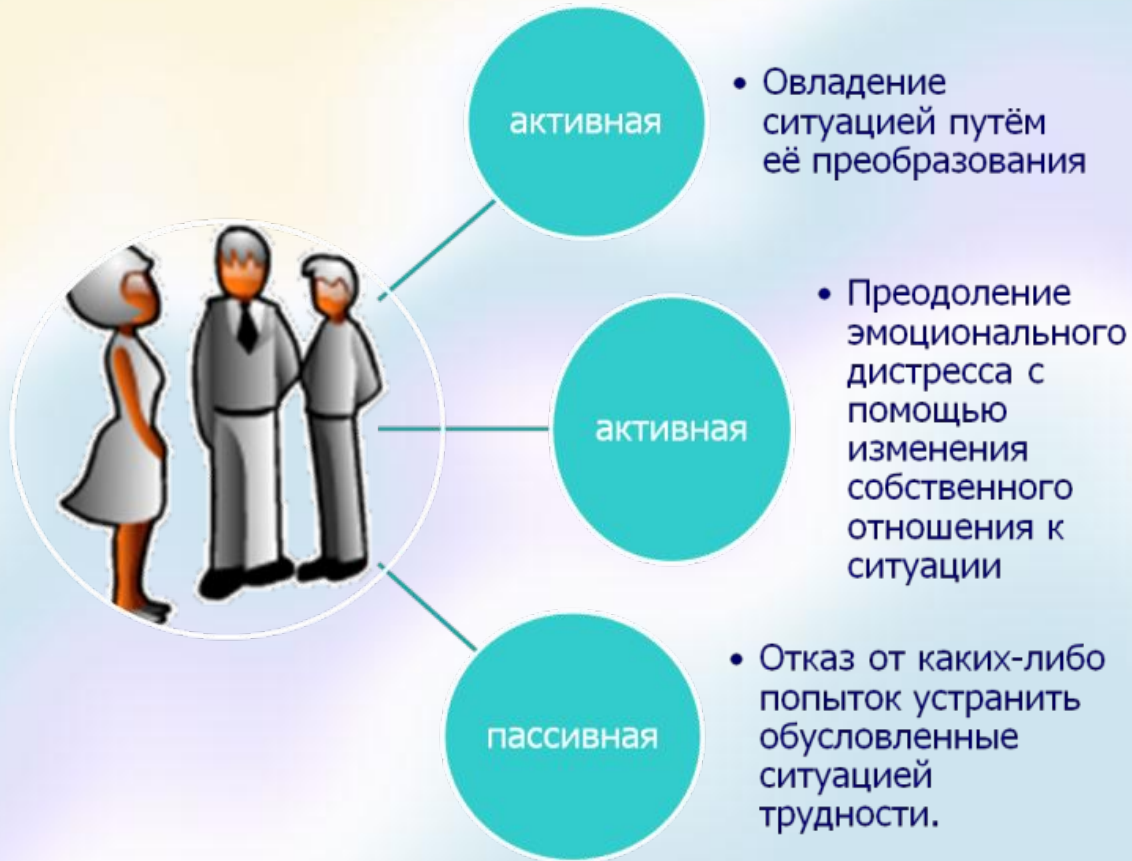 активная
• Овладение
ситуацией путём
её преобразования
активная
• Преодоление
эмоционального
дистресса с
помощью
изменения
собственного
отношения к
ситуации
пассивная
• Отказ от каких-либо
попыток устранить
обусловленные
ситуацией
трудности.